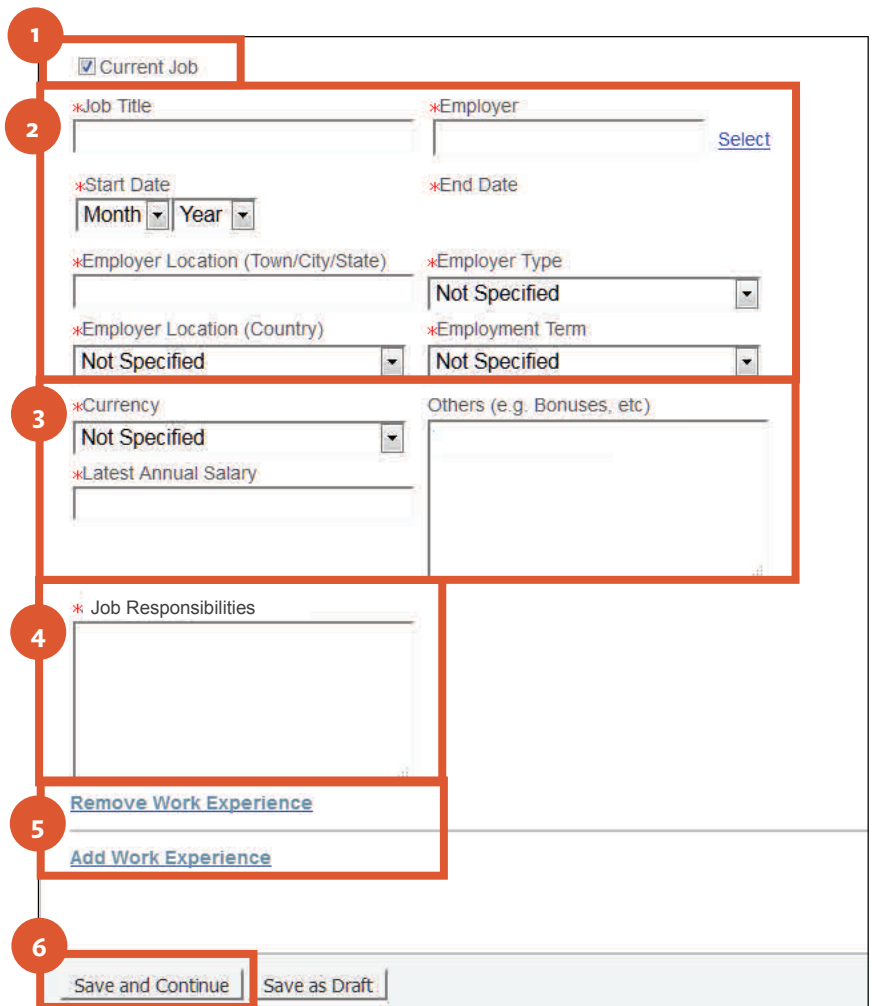 1
Current Job
2
*Job Title *Employer
Select
*Start Date *End Date
Month Year
*Employer Location (Town/City/State) *Employer Type
Not Specified
*Employer Location (Country) *Employment Term
Not Specified Not Specified
3
*Currency Others (e.g. Bonuses, etc)
Not Specified
*Latest Annual Salary
4
* Job Responsibilities
Remove Work Experience
5
Add Work Experience
6
Save and Continue Save as Draft